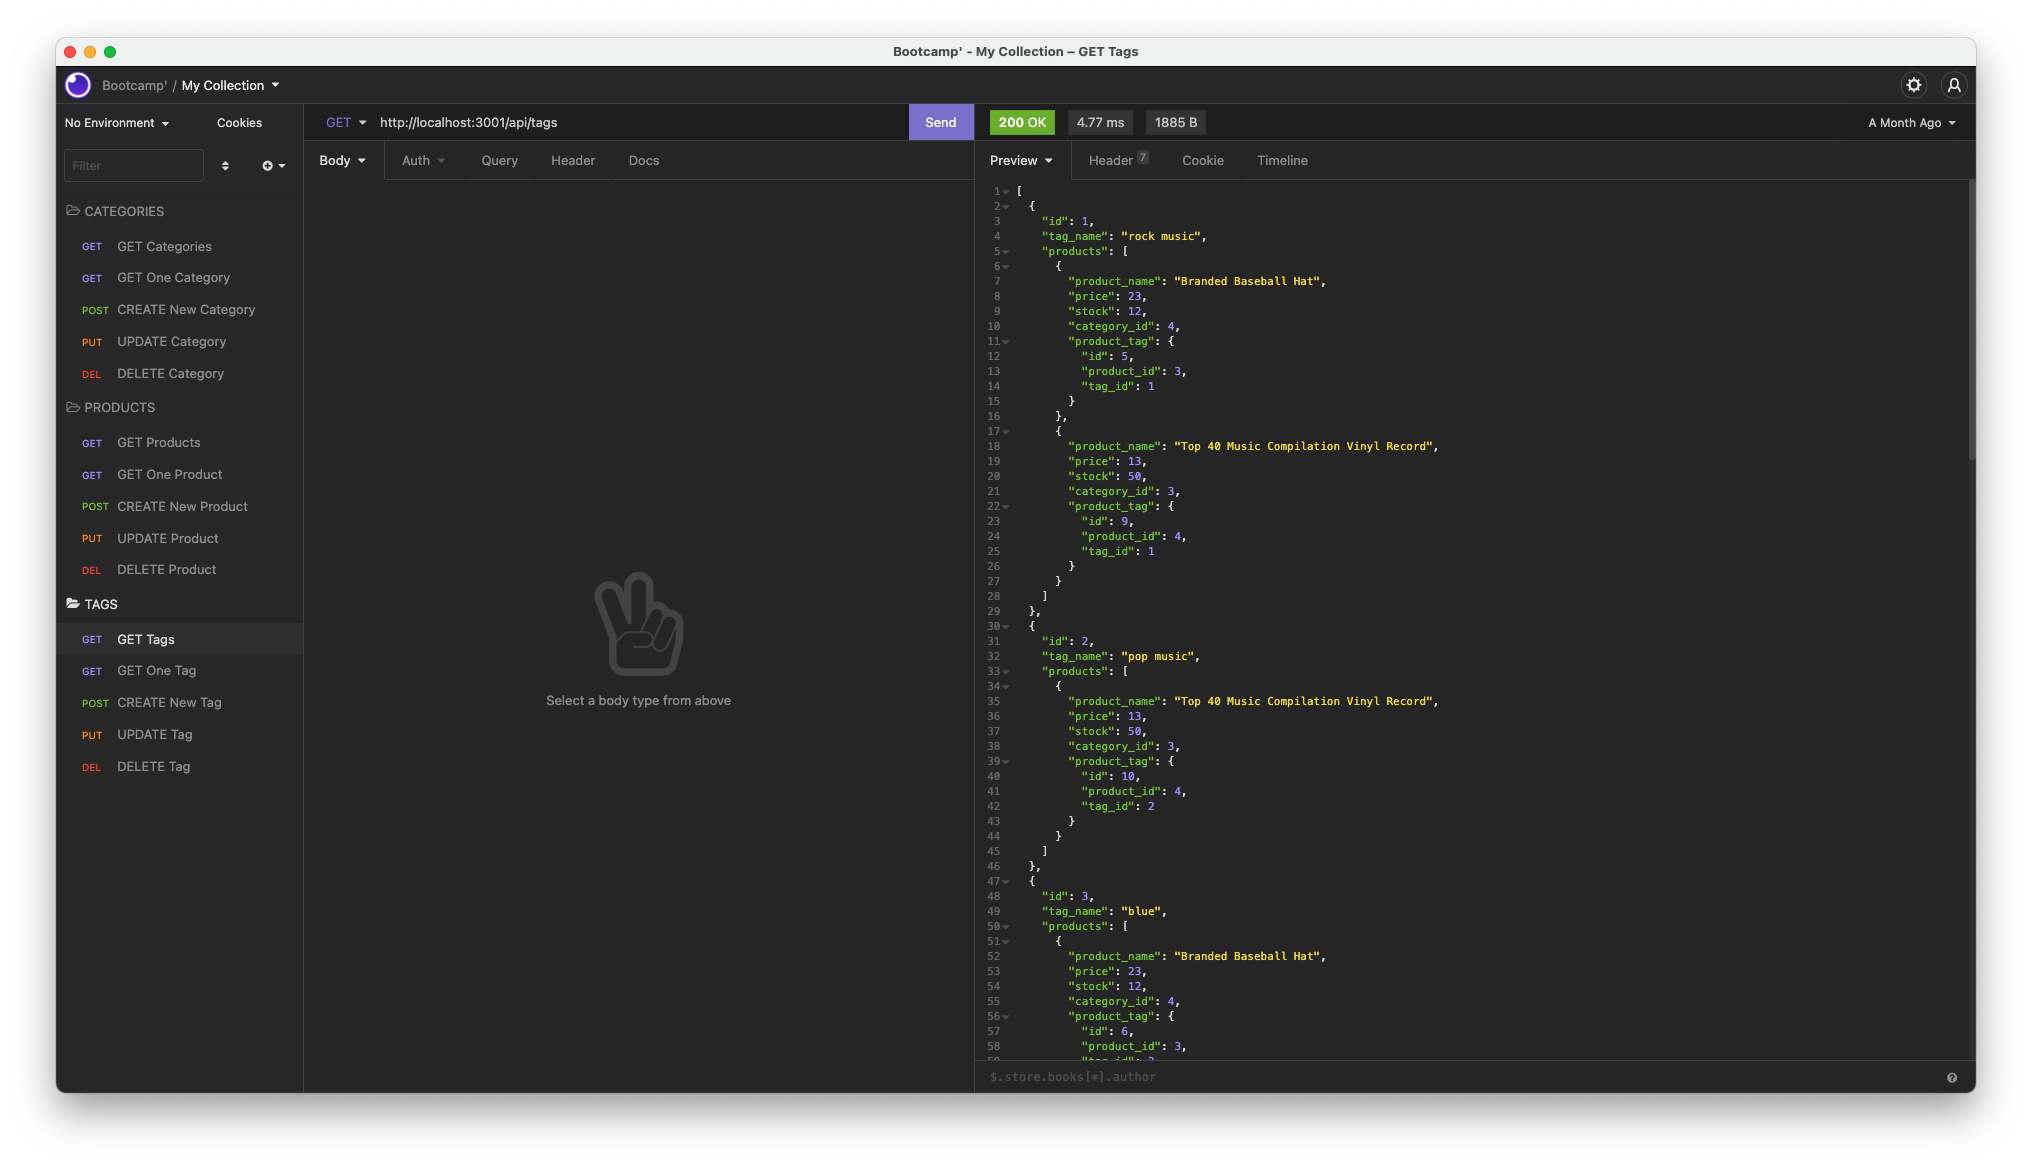 Bootcamp' - My Collection – GET Tags
Bootcamp' / My Collection
No Environment
Cookies
Filter
CATEGORIES
GET GET Categories
GET GET One Category
POST CREATE New Category
PUT UPDATE Category
DEL DELETE Category
PRODUCTS
GET GET Products
GET GET One Product
POST CREATE New Product
PUT UPDATE Product
DEL DELETE Product
TAGS
GET GET Tags
GET GET One Tag
POST CREATE New Tag
PUT UPDATE Tag
DEL DELETE Tag
GET http://localhost:3001/api/tags
Send
Body Auth Query Header Docs
Select a body type from above
200 OK 4.77 ms 1885 B
A Month Ago
Preview Header 7 Cookie Timeline
1 [
2 {
3 "id": 1,
4 "tag_name": "rock music",
5 "products": [
6 {
7 "product_name": "Branded Baseball Hat",
8 "price": 23,
9 "stock": 12,
10 "category_id": 4,
11 "product_tag": {
12 "id": 5,
13 "product_id": 3,
14 "tag_id": 1
15 }
16 },
17 {
18 "product_name": "Top 40 Music Compilation Vinyl Record",
19 "price": 13,
20 "stock": 50,
21 "category_id": 3,
22 "product_tag": {
23 "id": 9,
24 "product_id": 4,
25 "tag_id": 1
26 }
27 }
28 ]
29 },
30 {
31 "id": 2,
32 "tag_name": "pop music",
33 "products": [
34 {
35 "product_name": "Top 40 Music Compilation Vinyl Record",
36 "price": 13,
37 "stock": 50,
38 "category_id": 3,
39 "product_tag": {
40 "id": 10,
41 "product_id": 4,
42 "tag_id": 2
43 }
44 }
45 ]
46 },
47 {
48 "id": 3,
49 "tag_name": "blue",
50 "products": [
51 {
52 "product_name": "Branded Baseball Hat",
53 "price": 23,
54 "stock": 12,
55 "category_id": 4,
56 "product_tag": {
57 "id": 6,
58 "product_id": 3,
$.store.books[*].author